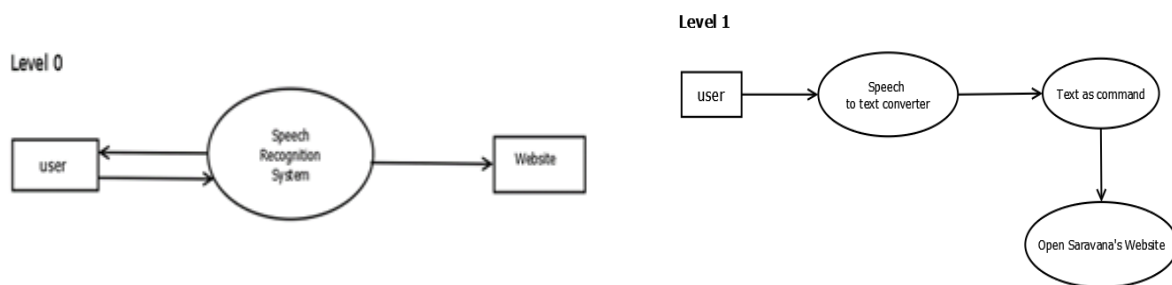 Level 0
user
Speech
Recognition
System
Website
Level 1
user
Speech
to text converter
Text as command
Open Saravana's Website